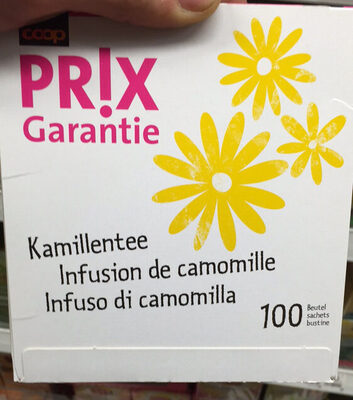 coop
PR!X
Garantie
Kamillentee
Infusion de camomille
Infuso di camomilla
100 Beutel
sachets
bustine